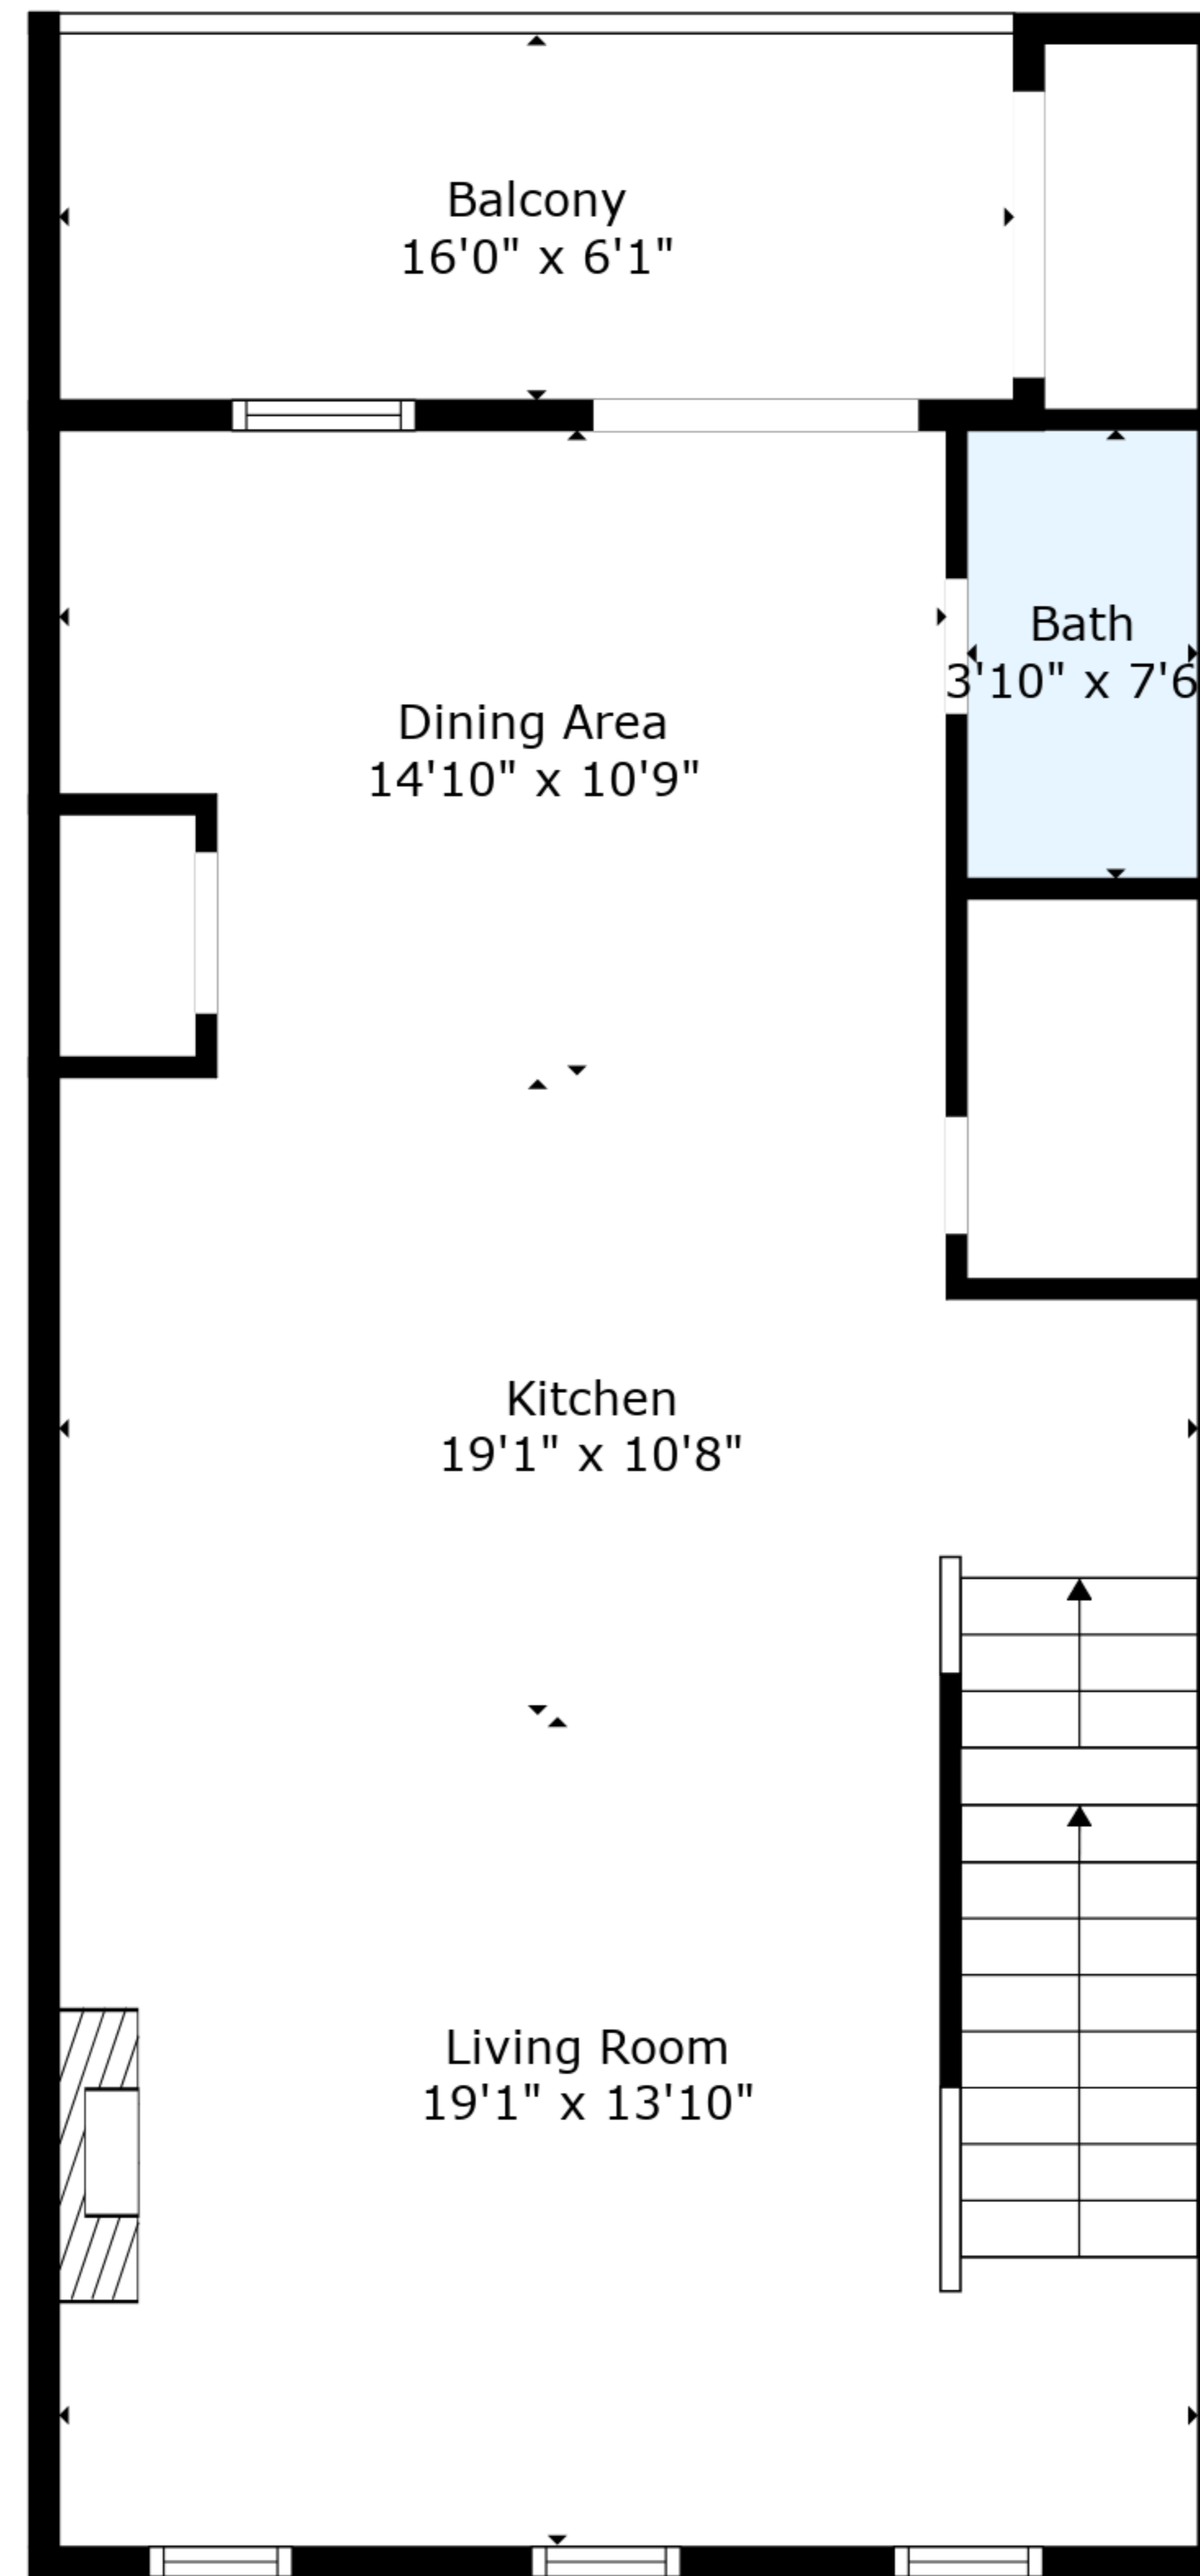 Balcony
16'0" x 6'1"
Bath
3'10" x 7'6
Dining Area
14'10" x 10'9"
Kitchen
19'1" x 10'8"
Living Room
19'1" x 13'10"